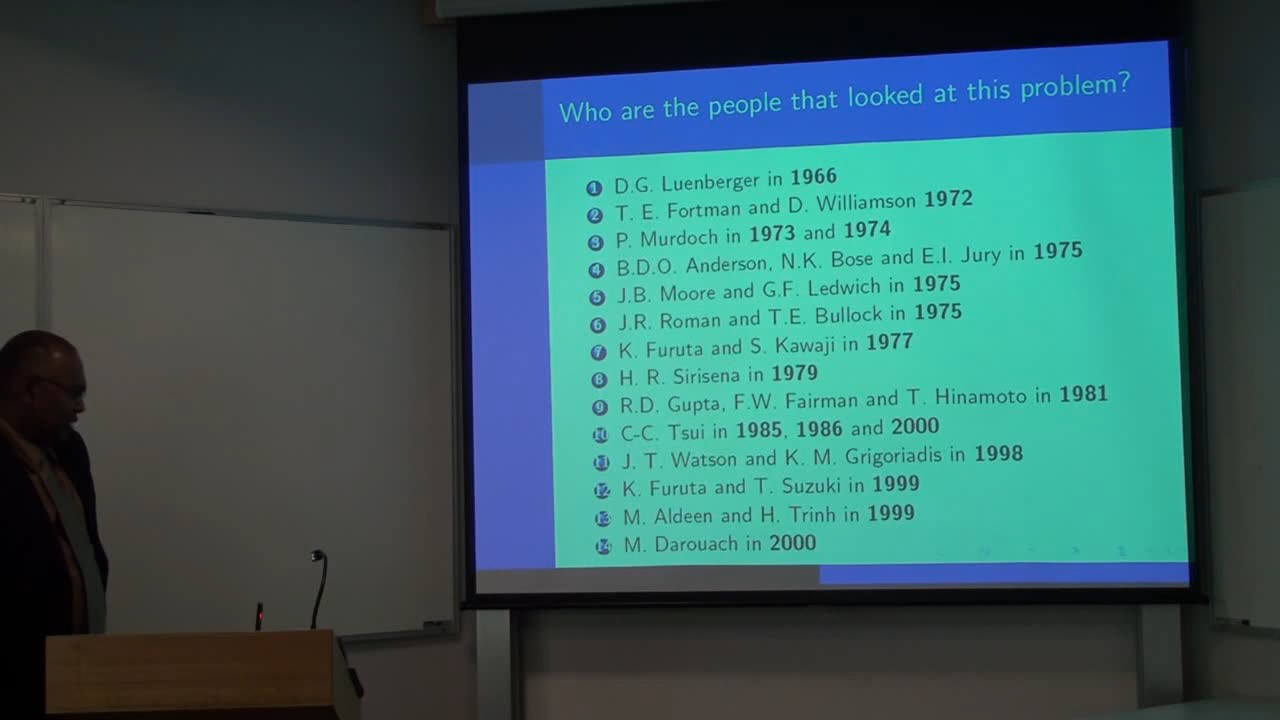 Who are the people that looked at this problem?
1 D.G. Luenberger in 1966
2 T. E. Fortman and D. Williamson 1972
3 P. Murdoch in 1973 and 1974
4 B.D.O. Anderson, N.K. Bose and E.I. Jury in 1975
5 J.B. Moore and G.F. Ledwich in 1975
6 J.R. Roman and T.E. Bullock in 1975
7 K. Furuta and S. Kawaji in 1977
8 H. R. Sirisena in 1979
9 R.D. Gupta, F.W. Fairman and T. Hinamoto in 1981
10 C-C. Tsui in 1985, 1986 and 2000
11 J. T. Watson and K. M. Grigoriadis in 1998
12 K. Furuta and T. Suzuki in 1999
13 M. Aldeen and H. Trinh in 1999
14 M. Darouach in 2000